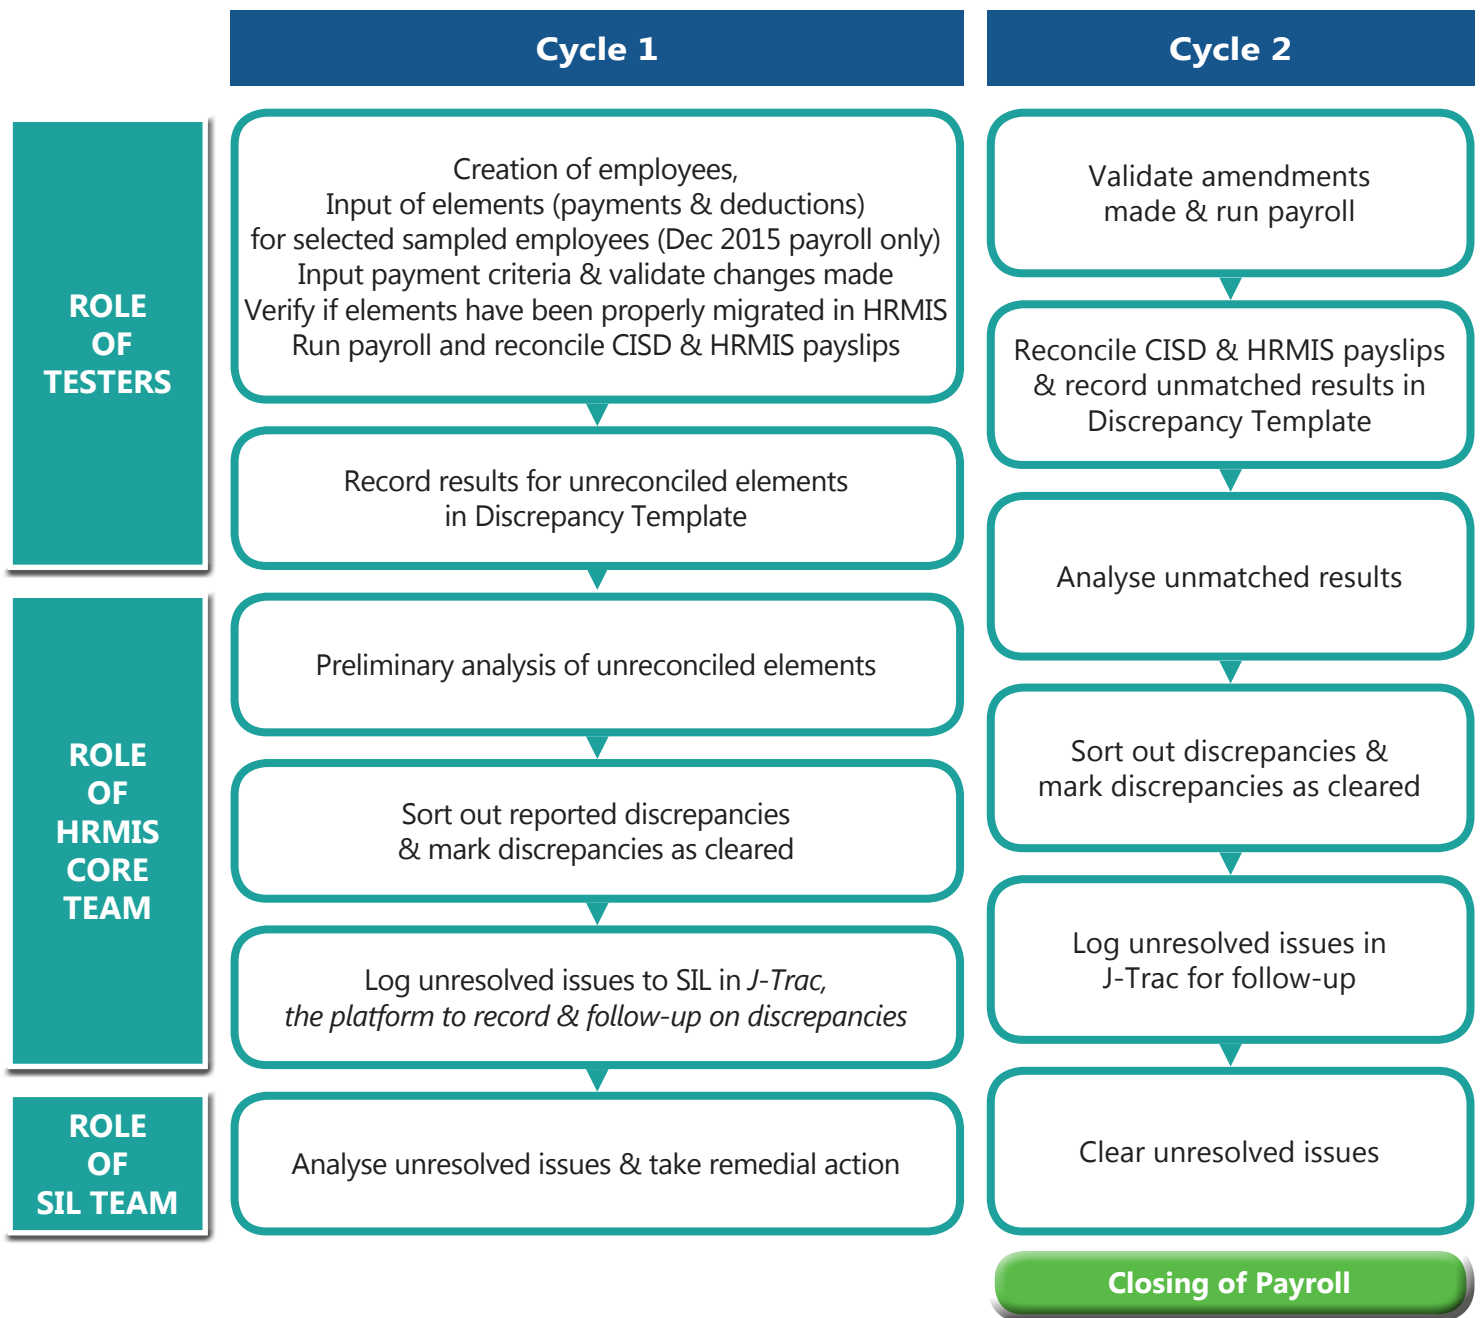 Cycle 1
Cycle 2
ROLE
OF
TESTERS
Creation of employees,
Input of elements (payments & deductions)
for selected sampled employees (Dec 2015 payroll only)
Input payment criteria & validate changes made
Verify if elements have been properly migrated in HRMIS
Run payroll and reconcile CISD & HRMIS payslips
Record results for unreconciled elements
in Discrepancy Template
ROLE
OF
HRMIS
CORE
TEAM
Preliminary analysis of unreconciled elements
Sort out reported discrepancies
& mark discrepancies as cleared
Log unresolved issues to SIL in J-Trac,
the platform to record & follow-up on discrepancies
ROLE
OF
SIL TEAM
Analyse unresolved issues & take remedial action
Validate amendments
made & run payroll
Reconcile CISD & HRMIS payslips
& record unmatched results in
Discrepancy Template
Analyse unmatched results
Sort out discrepancies &
mark discrepancies as cleared
Log unresolved issues in
J-Trac for follow-up
Clear unresolved issues
Closing of Payroll